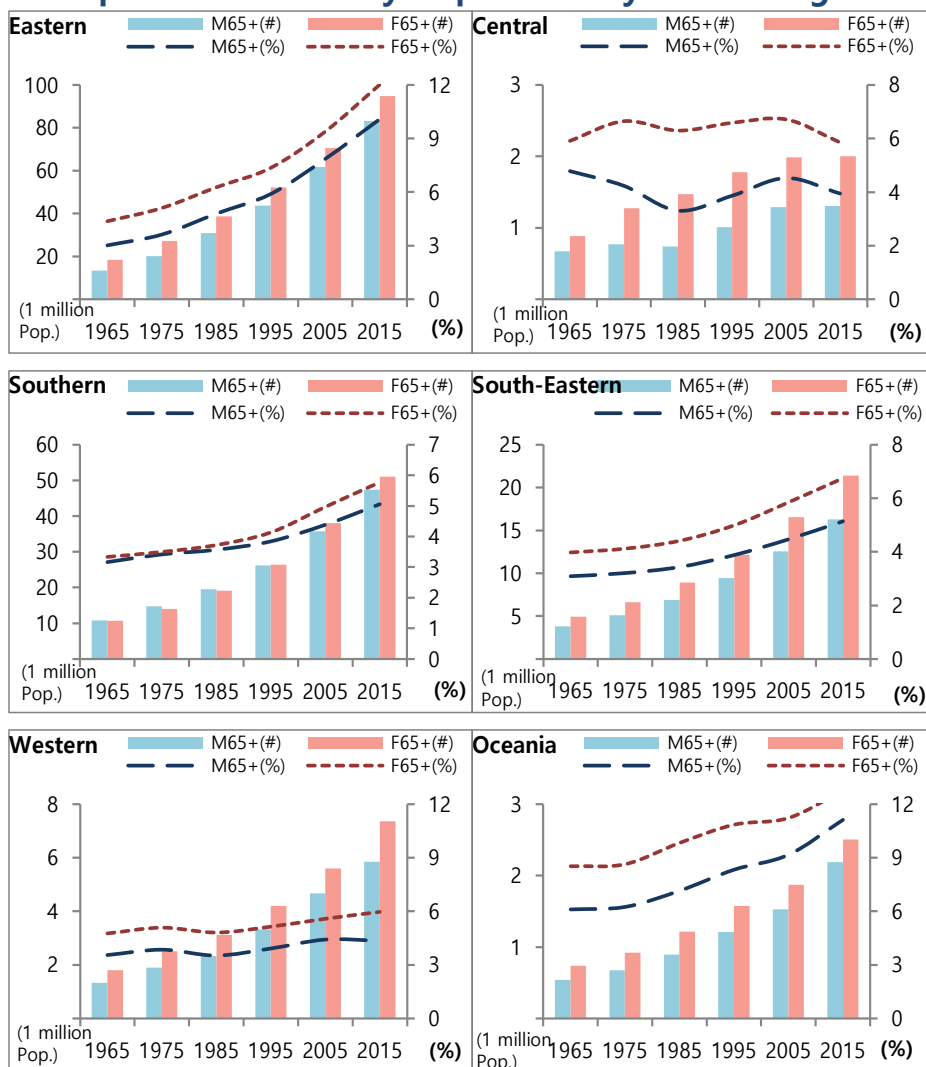 Eastern
M65+(#) F65+(#)
M65+(%) F65+(%)
100 12
80
9
60
6
40
3
20
0
(1 million
Pop.) 1965 1975 1985 1995 2005 2015 (%)
Central
M65+(#) F65+(#)
M65+(%) F65+(%)
3 8
6
2
4
1
2
0
(1 million
Pop.) 1965 1975 1985 1995 2005 2015 (%)
Southern
M65+(#) F65+(#)
M65+(%) F65+(%)
60 7
6
50
5
40
4
30
3
20
2
10
1
0
(1 million
Pop.) 1965 1975 1985 1995 2005 2015 (%)
South-Eastern
M65+(#) F65+(#)
M65+(%) F65+(%)
25 8
20
6
15
4
10
2
5
0
(1 million
Pop.) 1965 1975 1985 1995 2005 2015 (%)
Western
M65+(#) F65+(#)
M65+(%) F65+(%)
8 12
9
6
4 6
2
3
0
(1 million
Pop.) 1965 1975 1985 1995 2005 2015 (%)
Oceania
M65+(#) F65+(#)
M65+(%) F65+(%)
3 12
9
2
6
1
3
0
(1 million
Pop.) 1965 1975 1985 1995 2005 2015 (%)